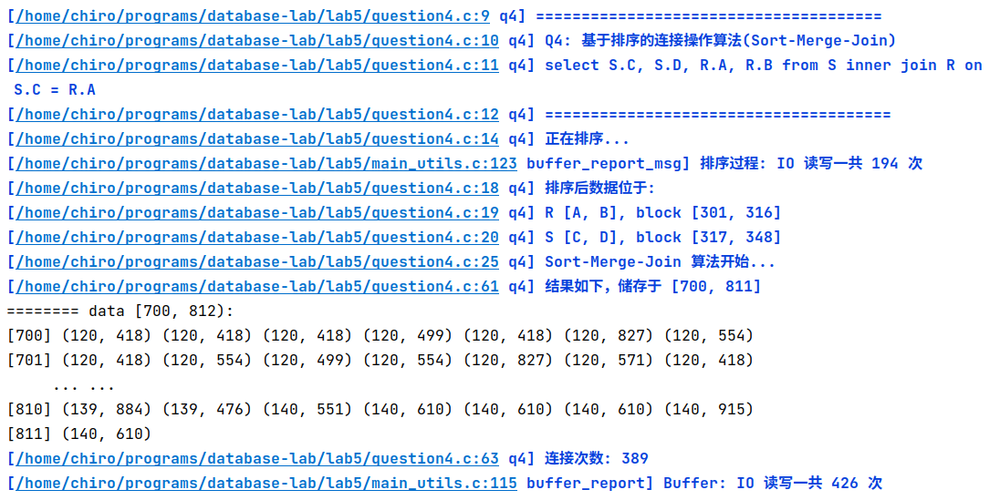 [/home/chiro/programs/database-lab/lab5/question4.c:9 q4] ======================================
[/home/chiro/programs/database-lab/lab5/question4.c:10 q4] Q4: 基于排序的连接操作算法(Sort-Merge-Join)
[/home/chiro/programs/database-lab/lab5/question4.c:11 q4] select S.C, S.D, R.A, R.B from S inner join R on
S.C = R.A
[/home/chiro/programs/database-lab/lab5/question4.c:12 q4] ======================================
[/home/chiro/programs/database-lab/lab5/question4.c:14 q4] 正在排序...
[/home/chiro/programs/database-lab/lab5/main_utils.c:123 buffer_report_msg] 排序过程: IO 读写一共 194 次
[/home/chiro/programs/database-lab/lab5/question4.c:18 q4] 排序后数据位于:
[/home/chiro/programs/database-lab/lab5/question4.c:19 q4] R [A, B], block [301, 316]
[/home/chiro/programs/database-lab/lab5/question4.c:20 q4] S [C, D], block [317, 348]
[/home/chiro/programs/database-lab/lab5/question4.c:25 q4] Sort-Merge-Join 算法开始...
[/home/chiro/programs/database-lab/lab5/question4.c:61 q4] 结果如下，储存于 [700, 811]
======== data [700, 812):
[700] (120, 418) (120, 418) (120, 418) (120, 499) (120, 418) (120, 827) (120, 554)
[701] (120, 418) (120, 554) (120, 499) (120, 554) (120, 827) (120, 571) (120, 418)
... ...
[810] (139, 884) (139, 476) (140, 551) (140, 610) (140, 610) (140, 610) (140, 915)
[811] (140, 610)
[/home/chiro/programs/database-lab/lab5/question4.c:63 q4] 连接次数: 389
[/home/chiro/programs/database-lab/lab5/main_utils.c:115 buffer_report] Buffer: IO 读写一共 426 次